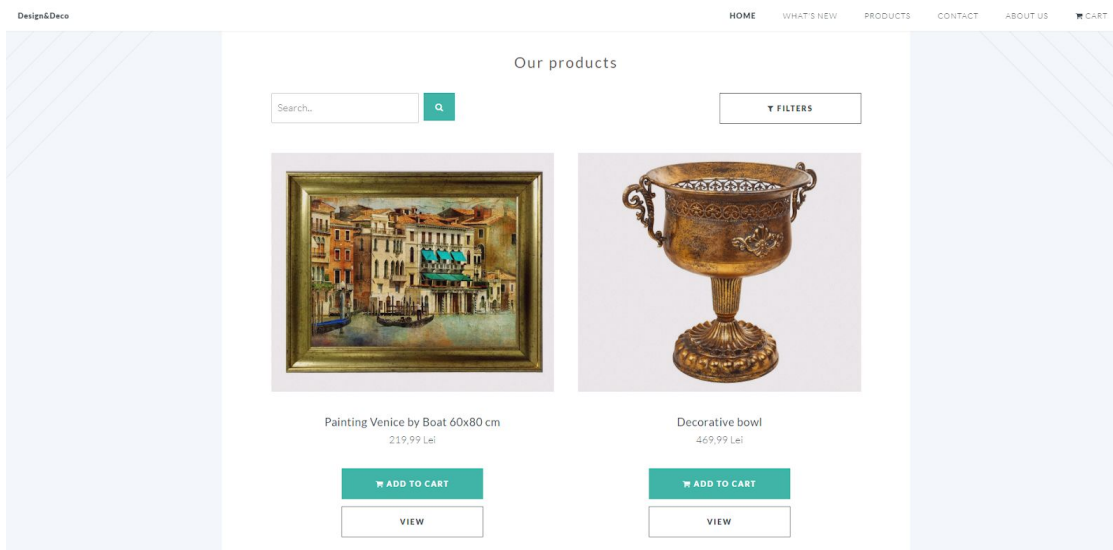 Design&Deco
HOME WHAT'S NEW PRODUCTS CONTACT ABOUT US CART
Our products
Search..
FILTERS
Painting Venice by Boat 60x80 cm
219,99 Lei
ADD TO CART
VIEW
Decorative bowl
469,99 Lei
ADD TO CART
VIEW